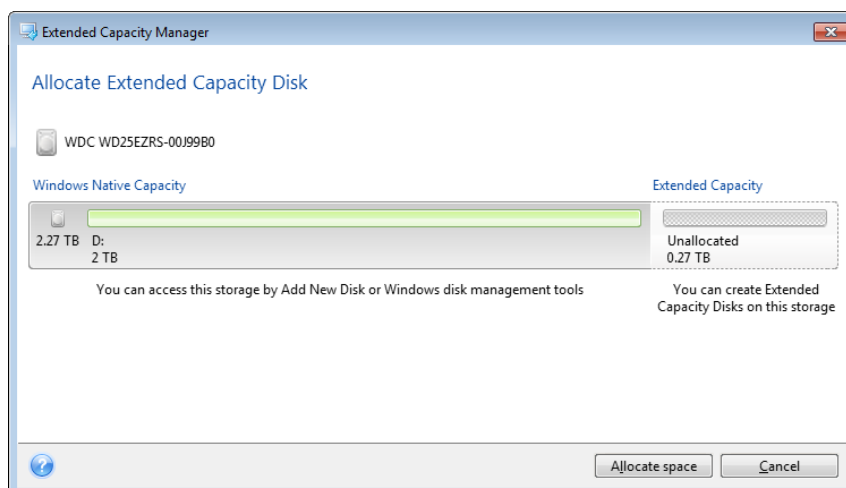 Extended Capacity Manager
Allocate Extended Capacity Disk
WDC WD25EZRS-00J99B0
Windows Native Capacity
Extended Capacity
2.27 TB
D:
2 TB
Unallocated
0.27 TB
You can access this storage by Add New Disk or Windows disk management tools
You can create Extended
Capacity Disks on this storage
Allocate space
Cancel